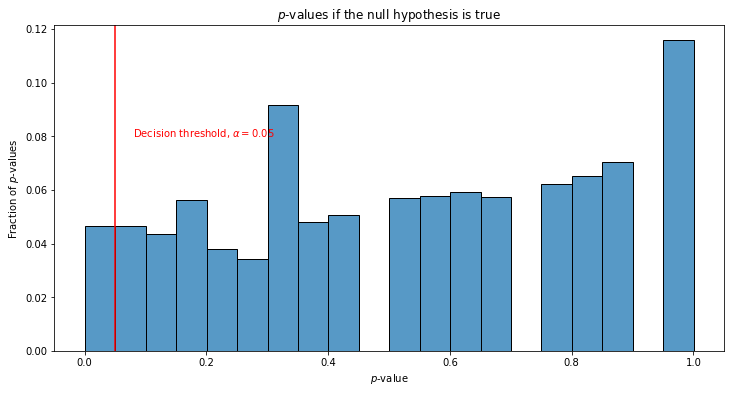 p-values if the null hypothesis is true
0.12
0.10
0.08
0.06
0.04
0.02
0.00
Fraction of p-values
Decision threshold, α = 0.05
0.0 0.2 0.4 0.6 0.8 1.0
p-value